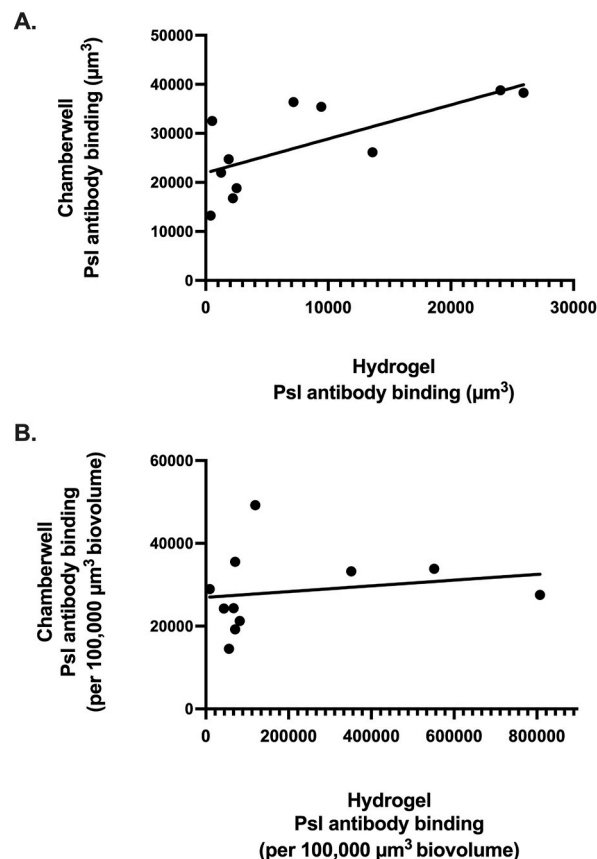 A.
Chamberwell
Psl antibody binding (µm³)
50000
40000
30000
20000
10000
0
0 10000 20000 30000
Hydrogel
Psl antibody binding (µm³)
B.
Chamberwell
Psl antibody binding
(per 100,000 µm³ biovolume)
60000
40000
20000
0
0 200000 400000 600000 800000
Hydrogel
Psl antibody binding
(per 100,000 µm³ biovolume)